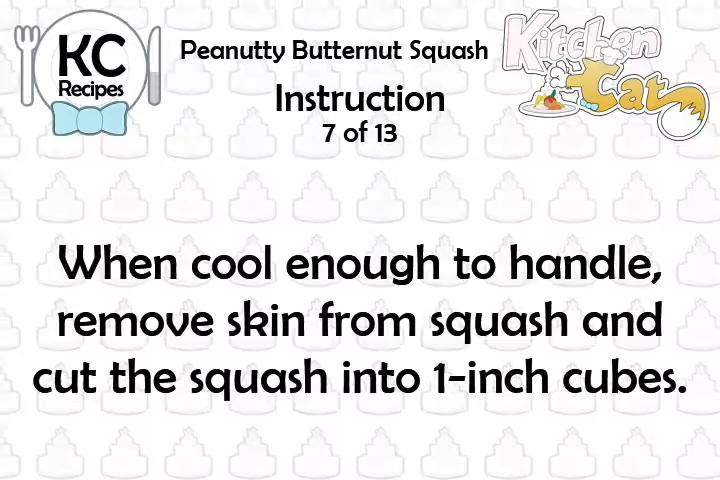 KC
Recipes
Peanutty Butternut Squash
Kitchen
Cat
Instruction
7 of 13
When cool enough to handle,
remove skin from squash and
cut the squash into 1-inch cubes.